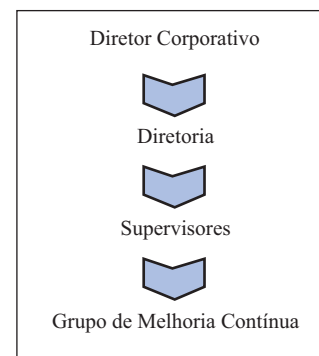 Diretor Corporativo
Diretoria
Supervisores
Grupo de Melhoria Contínua